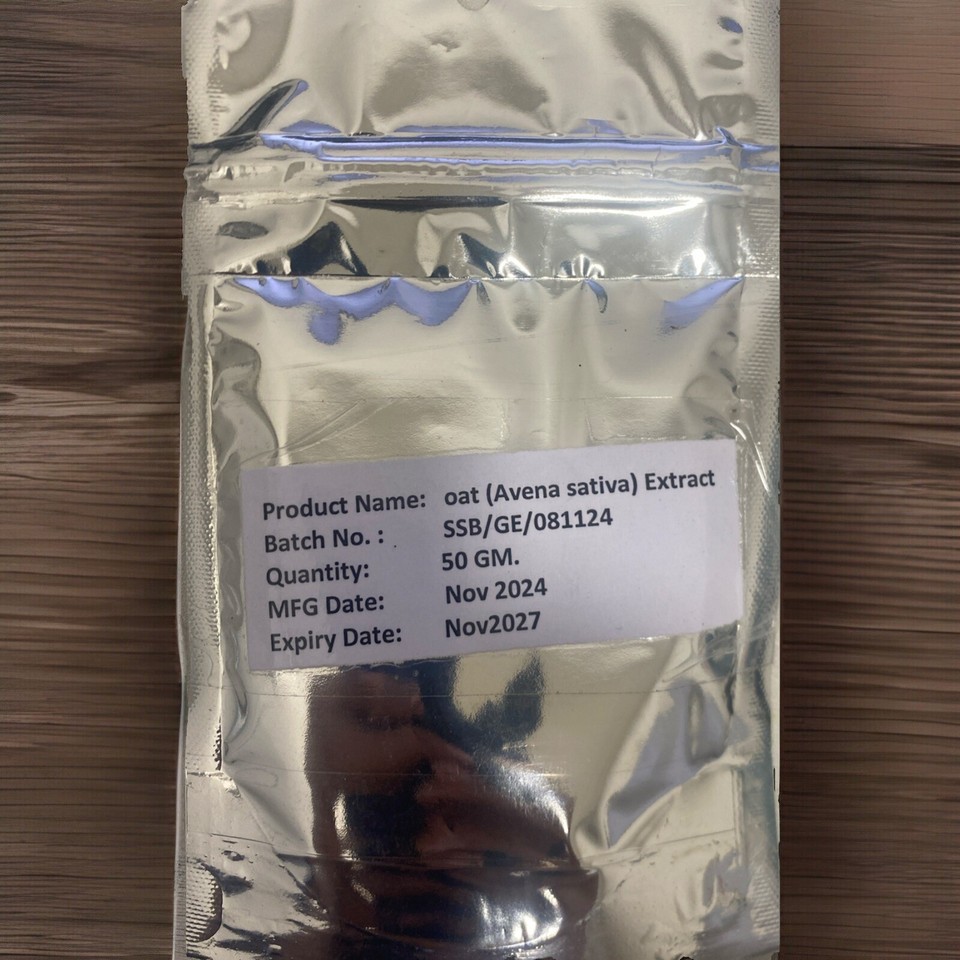 Product Name: oat (Avena sativa) Extract
Batch No. : SSB/GE/081124
Quantity: 50 GM.
MFG Date: Nov 2024
Expiry Date: Nov2027